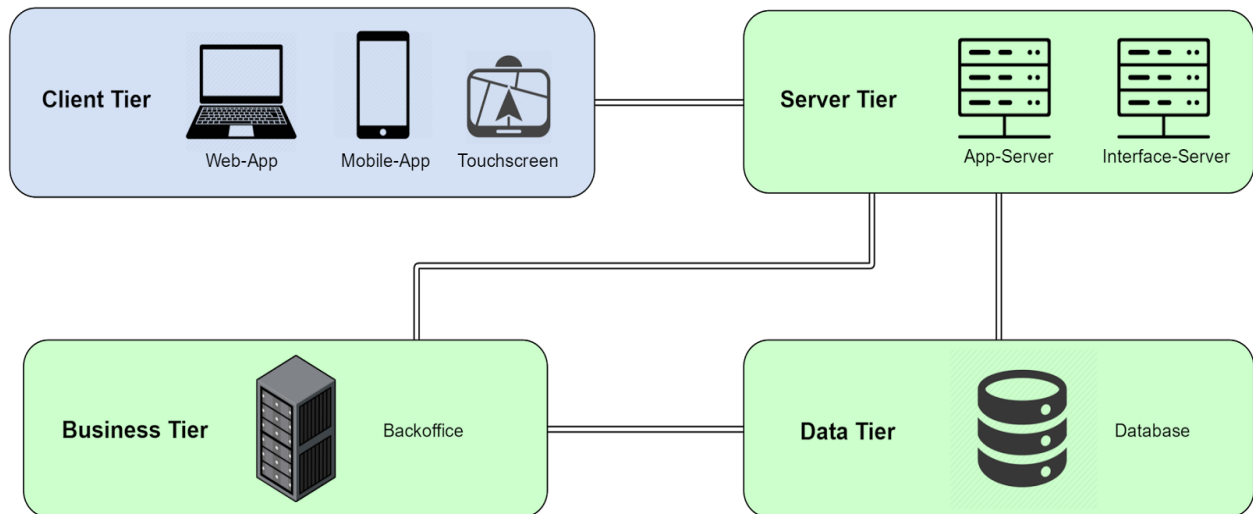 Client Tier
Web-App
Mobile-App
Touchscreen
Server Tier
App-Server
Interface-Server
Business Tier
Backoffice
Data Tier
Database